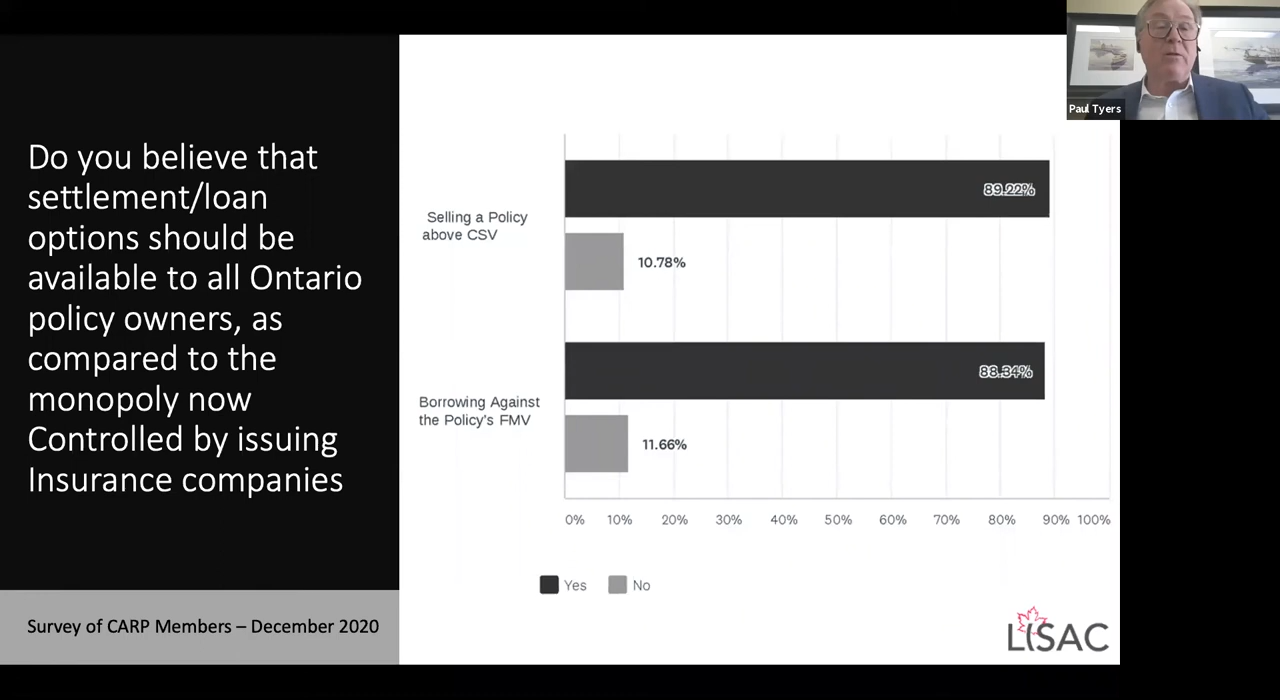 Do you believe that
settlement/loan
options should be
available to all Ontario
policy owners, as
compared to the
monopoly now
Controlled by issuing
Insurance companies
Survey of CARP Members – December 2020
Selling a Policy
above CSV
89.22%
10.78%
Borrowing Against
the Policy's FMV
88.34%
11.66%
0% 10% 20% 30% 40% 50% 60% 70% 80% 90% 100%
Yes No
LISAC
Paul Tyers